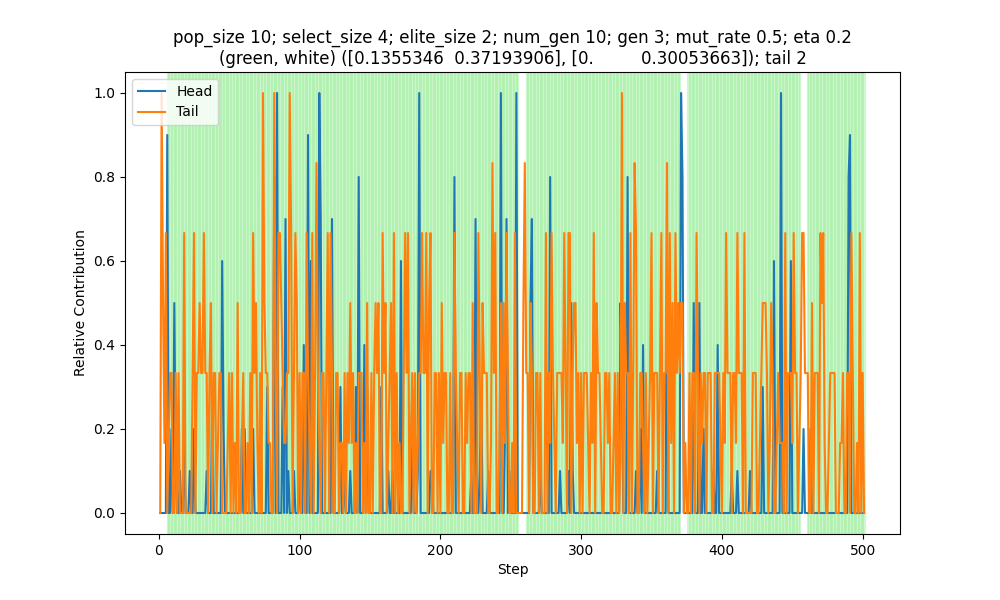 pop_size 10; select_size 4; elite_size 2; num_gen 10; gen 3; mut_rate 0.5; eta 0.2
(green, white) ([0.1355346 0.37193906], [0. 0.30053663]); tail 2
Head
Tail
1.0
0.8
0.6
0.4
0.2
0.0
Relative Contribution
0 100 200 300 400 500
Step